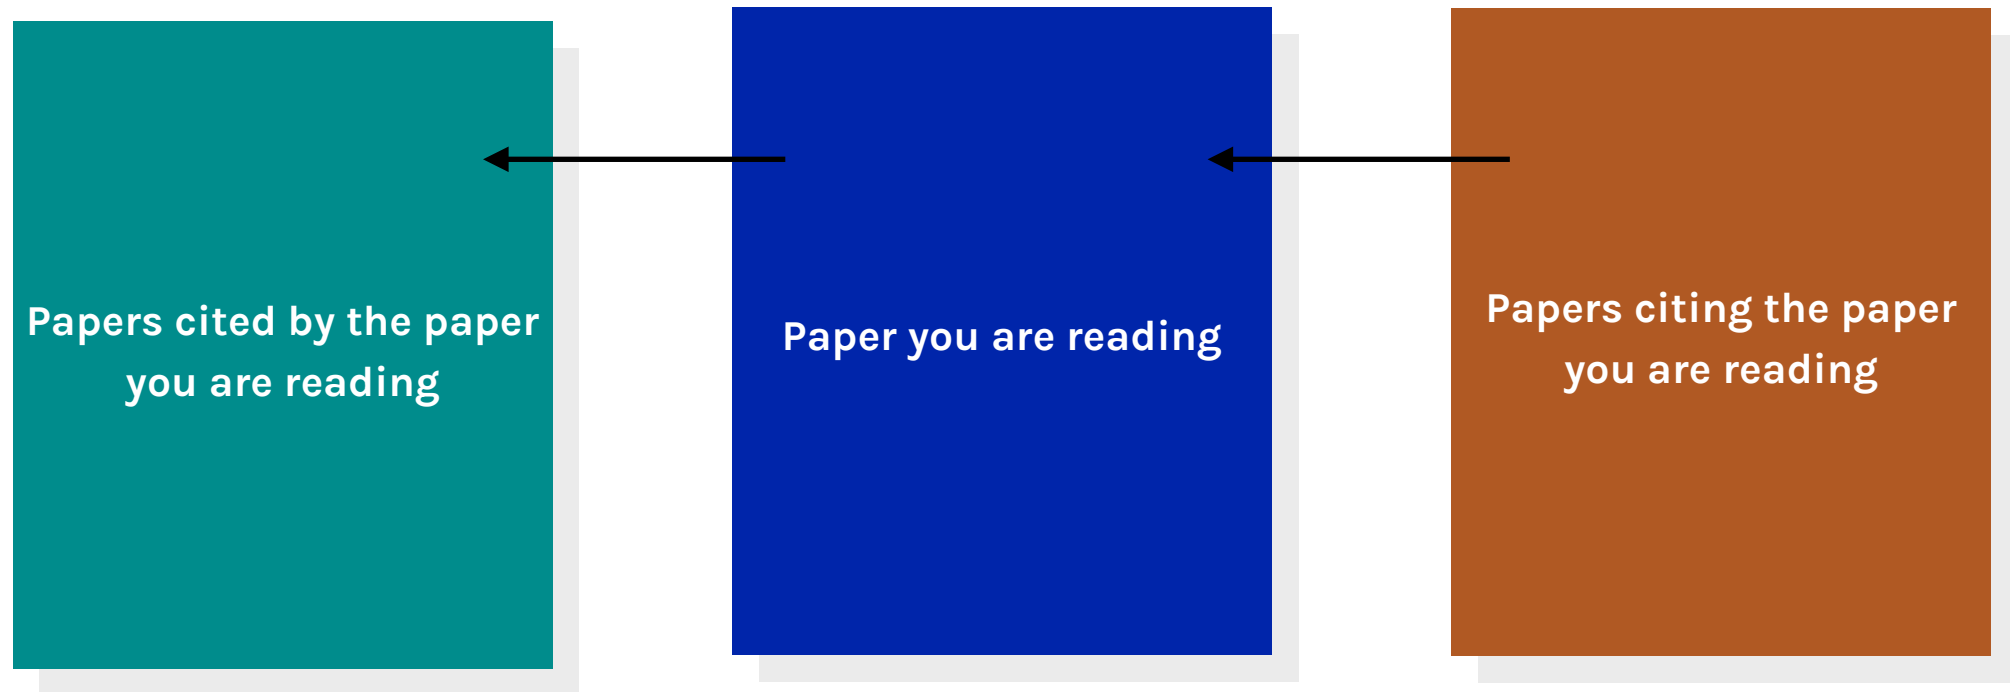 Papers cited by the paper
you are reading
Paper you are reading
Papers citing the paper
you are reading